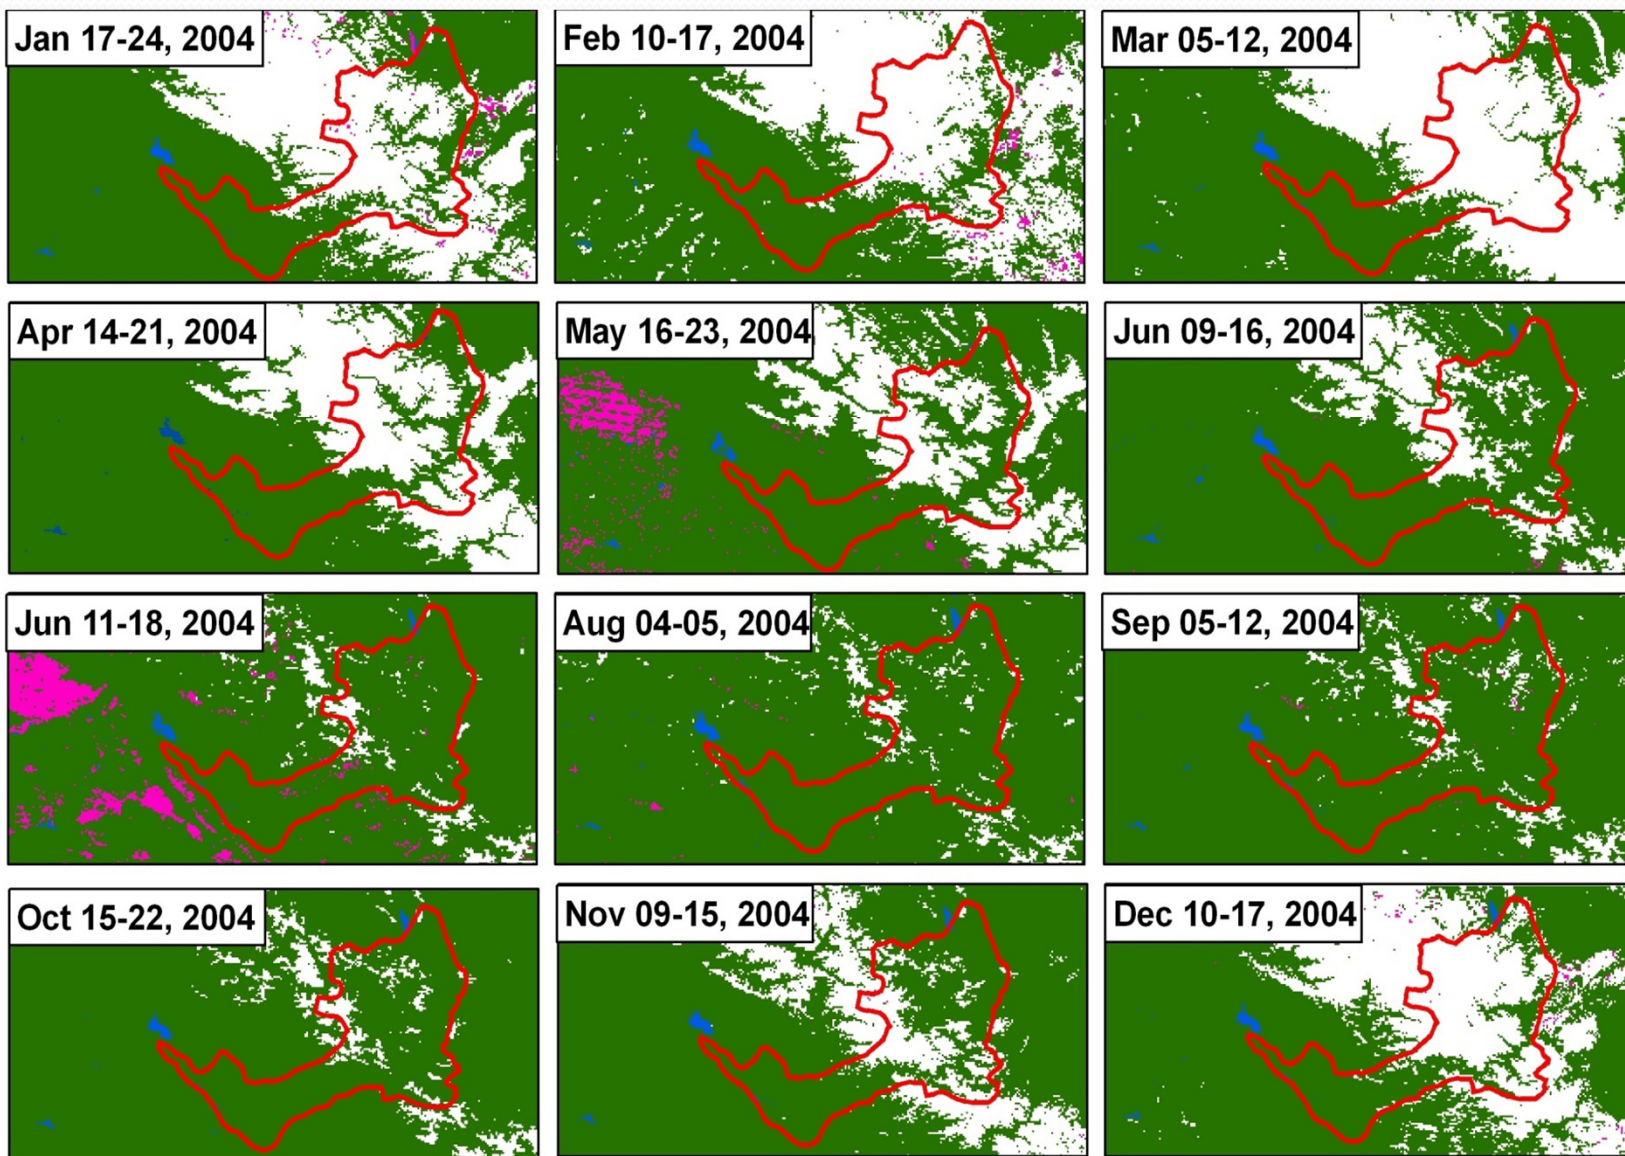 Jan 17-24, 2004
Feb 10-17, 2004
Mar 05-12, 2004
Apr 14-21, 2004
May 16-23, 2004
Jun 09-16, 2004
Jun 11-18, 2004
Aug 04-05, 2004
Sep 05-12, 2004
Oct 15-22, 2004
Nov 09-15, 2004
Dec 10-17, 2004